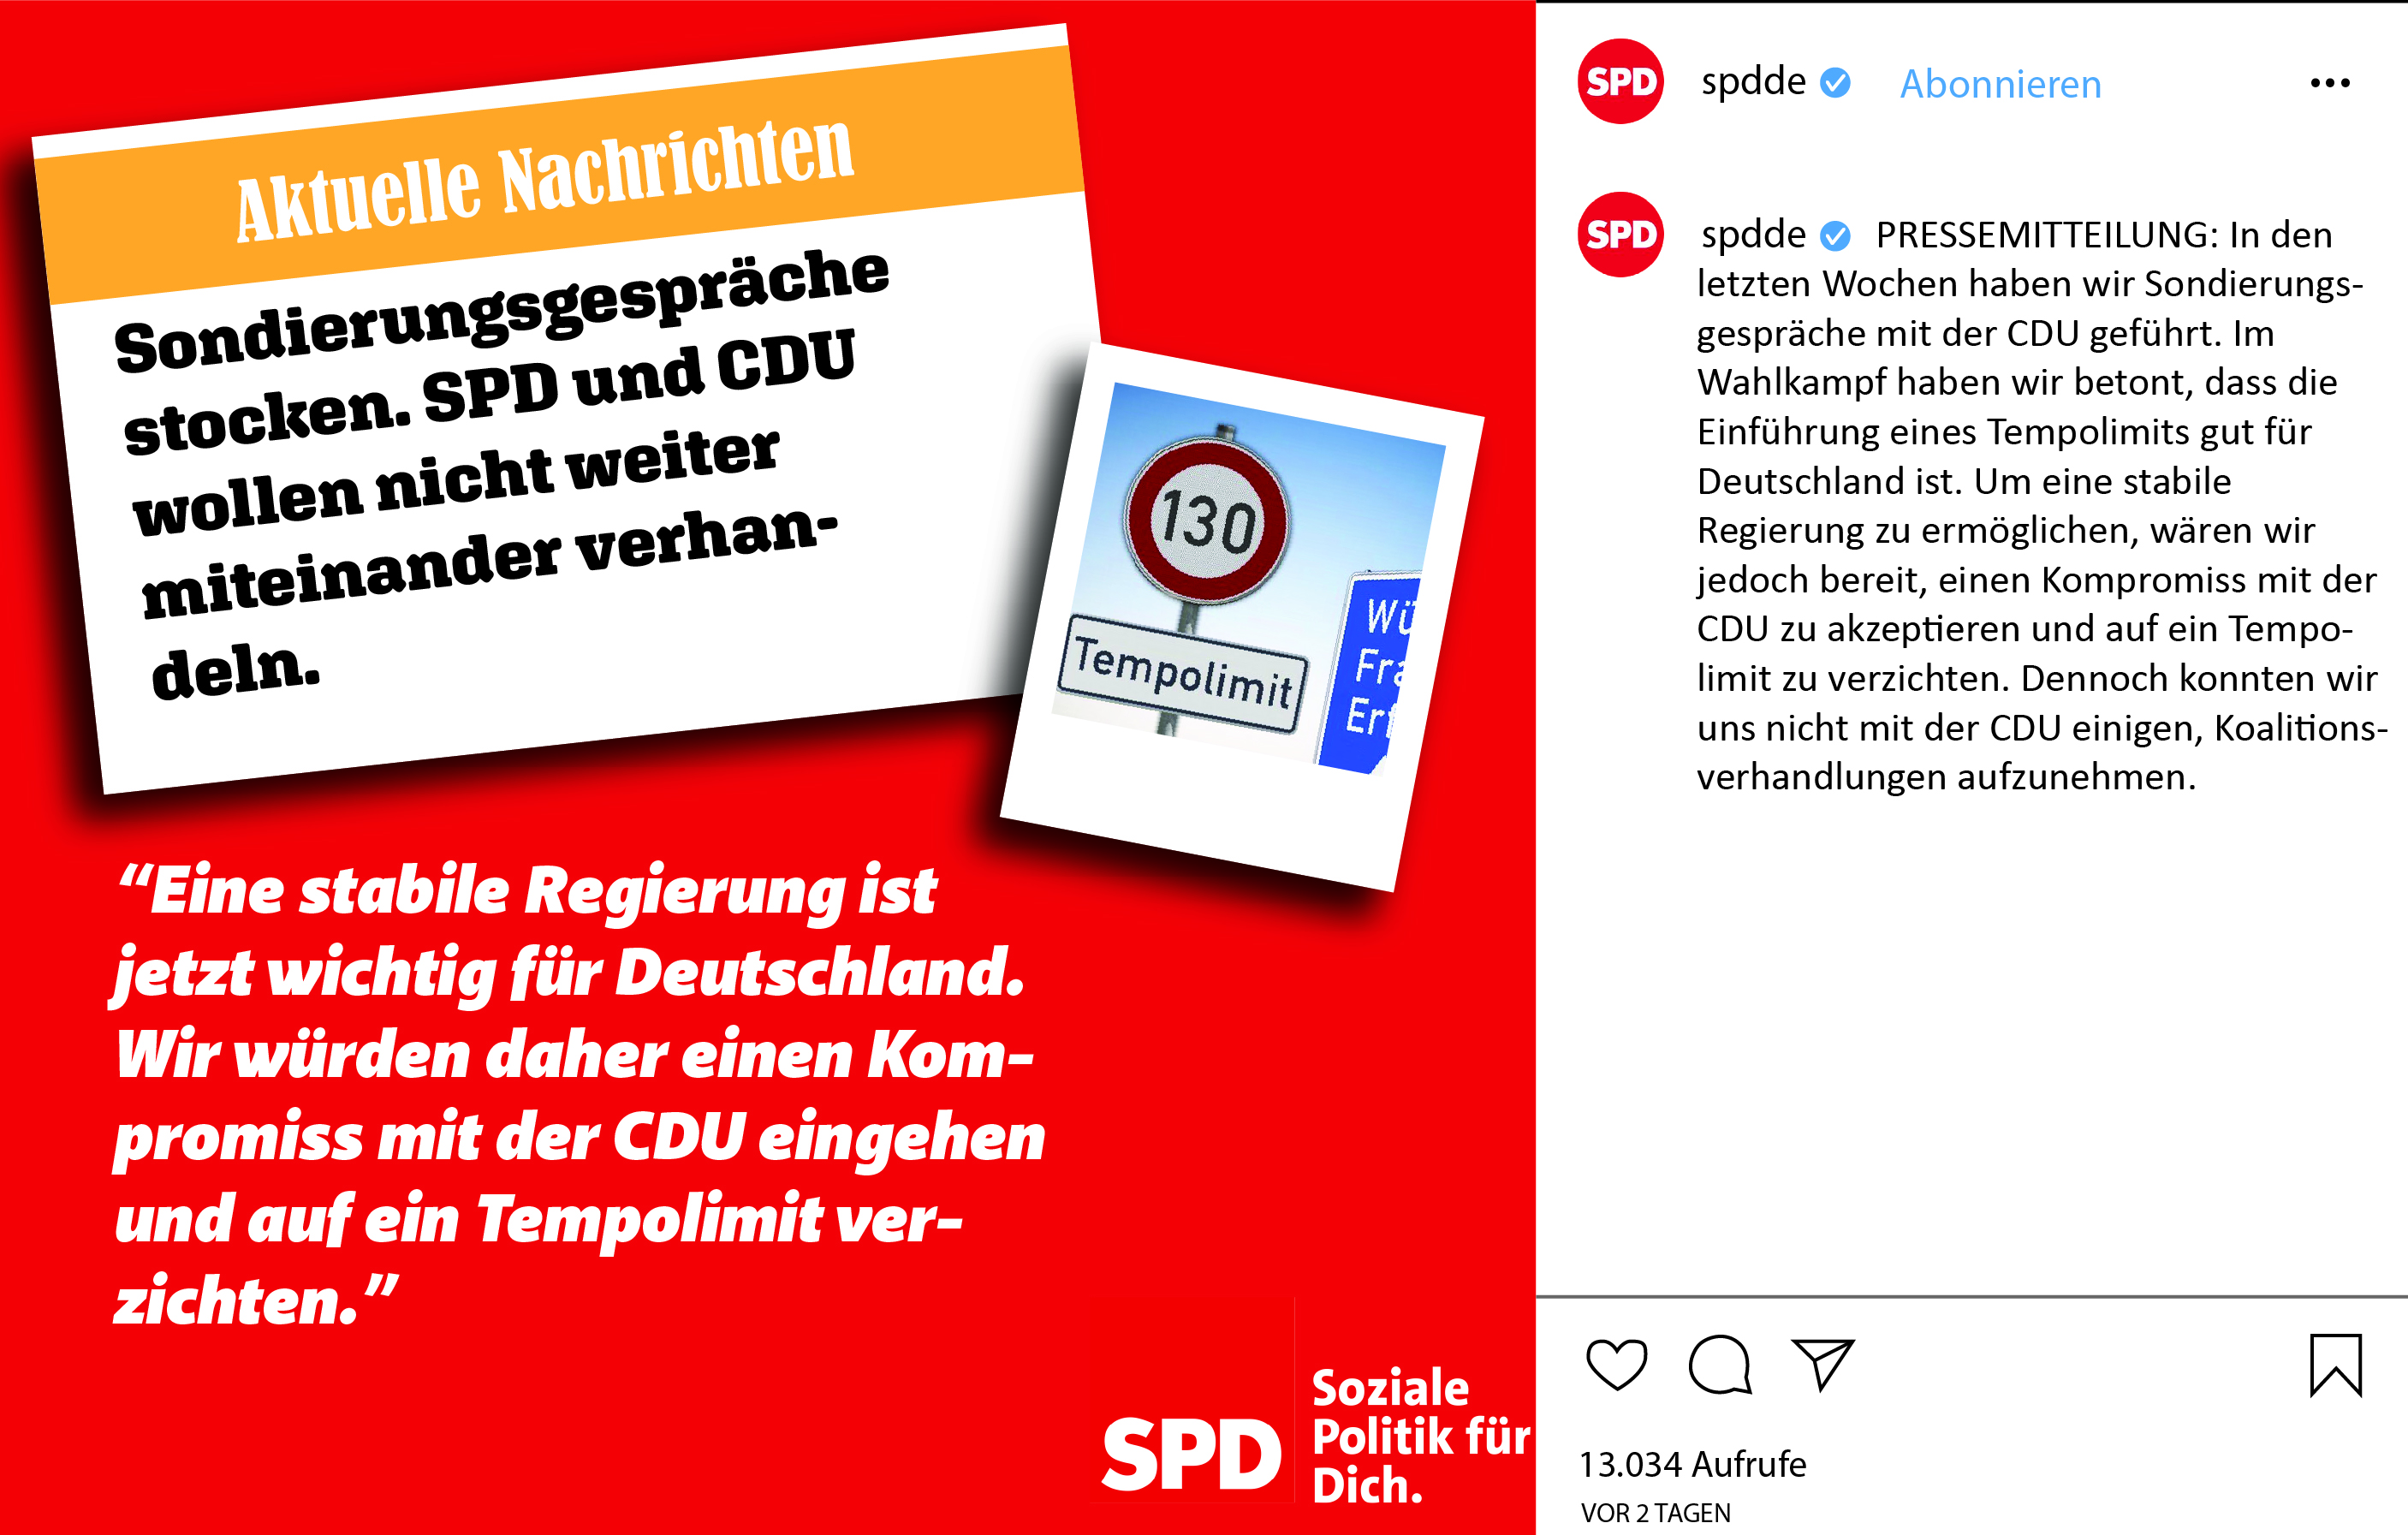 Aktuelle Nachrichten
Sondierungsgespräche
stocken. SPD und CDU
wollen nicht weiter
miteinander verhan-
deln.
130
Tempolimit
Wü
Fra
Erf
“Eine stabile Regierung ist
jetzt wichtig für Deutschland.
Wir würden daher einen Kom-
promiss mit der CDU eingehen
und auf ein Tempolimit ver-
zichten.”
SPD
Soziale
Politik für
Dich.
SPD spdde Abonnieren
SPD spdde PRESSEMITTEILUNG: In den
letzten Wochen haben wir Sondierungs-
gespräche mit der CDU geführt. Im
Wahlkampf haben wir betont, dass die
Einführung eines Tempolimits gut für
Deutschland ist. Um eine stabile
Regierung zu ermöglichen, wären wir
jedoch bereit, einen Kompromiss mit der
CDU zu akzeptieren und auf ein Tempo-
limit zu verzichten. Dennoch konnten wir
uns nicht mit der CDU einigen, Koalitions-
verhandlungen aufzunehmen.
13.034 Aufrufe
VOR 2 TAGEN